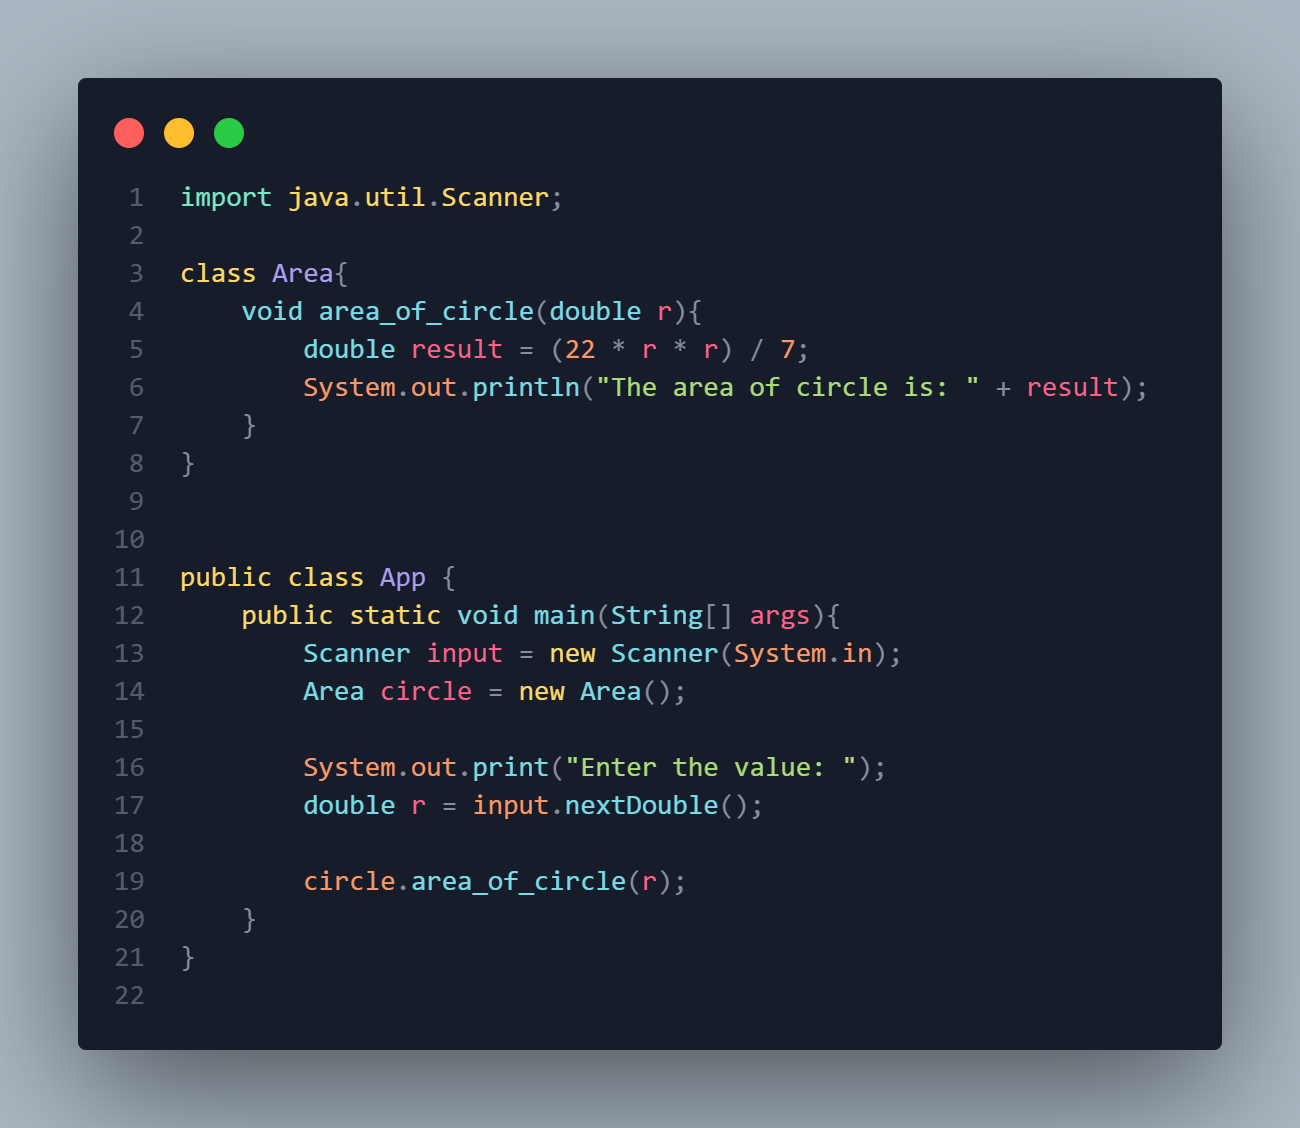 1 import java.util.Scanner;
2
3 class Area{
4     void area_of_circle(double r){
5         double result = (22 * r * r) / 7;
6         System.out.println("The area of circle is: " + result);
7     }
8 }
9
10
11 public class App {
12     public static void main(String[] args){
13         Scanner input = new Scanner(System.in);
14         Area circle = new Area();
15
16         System.out.print("Enter the value: ");
17         double r = input.nextDouble();
18
19         circle.area_of_circle(r);
20     }
21 }
22